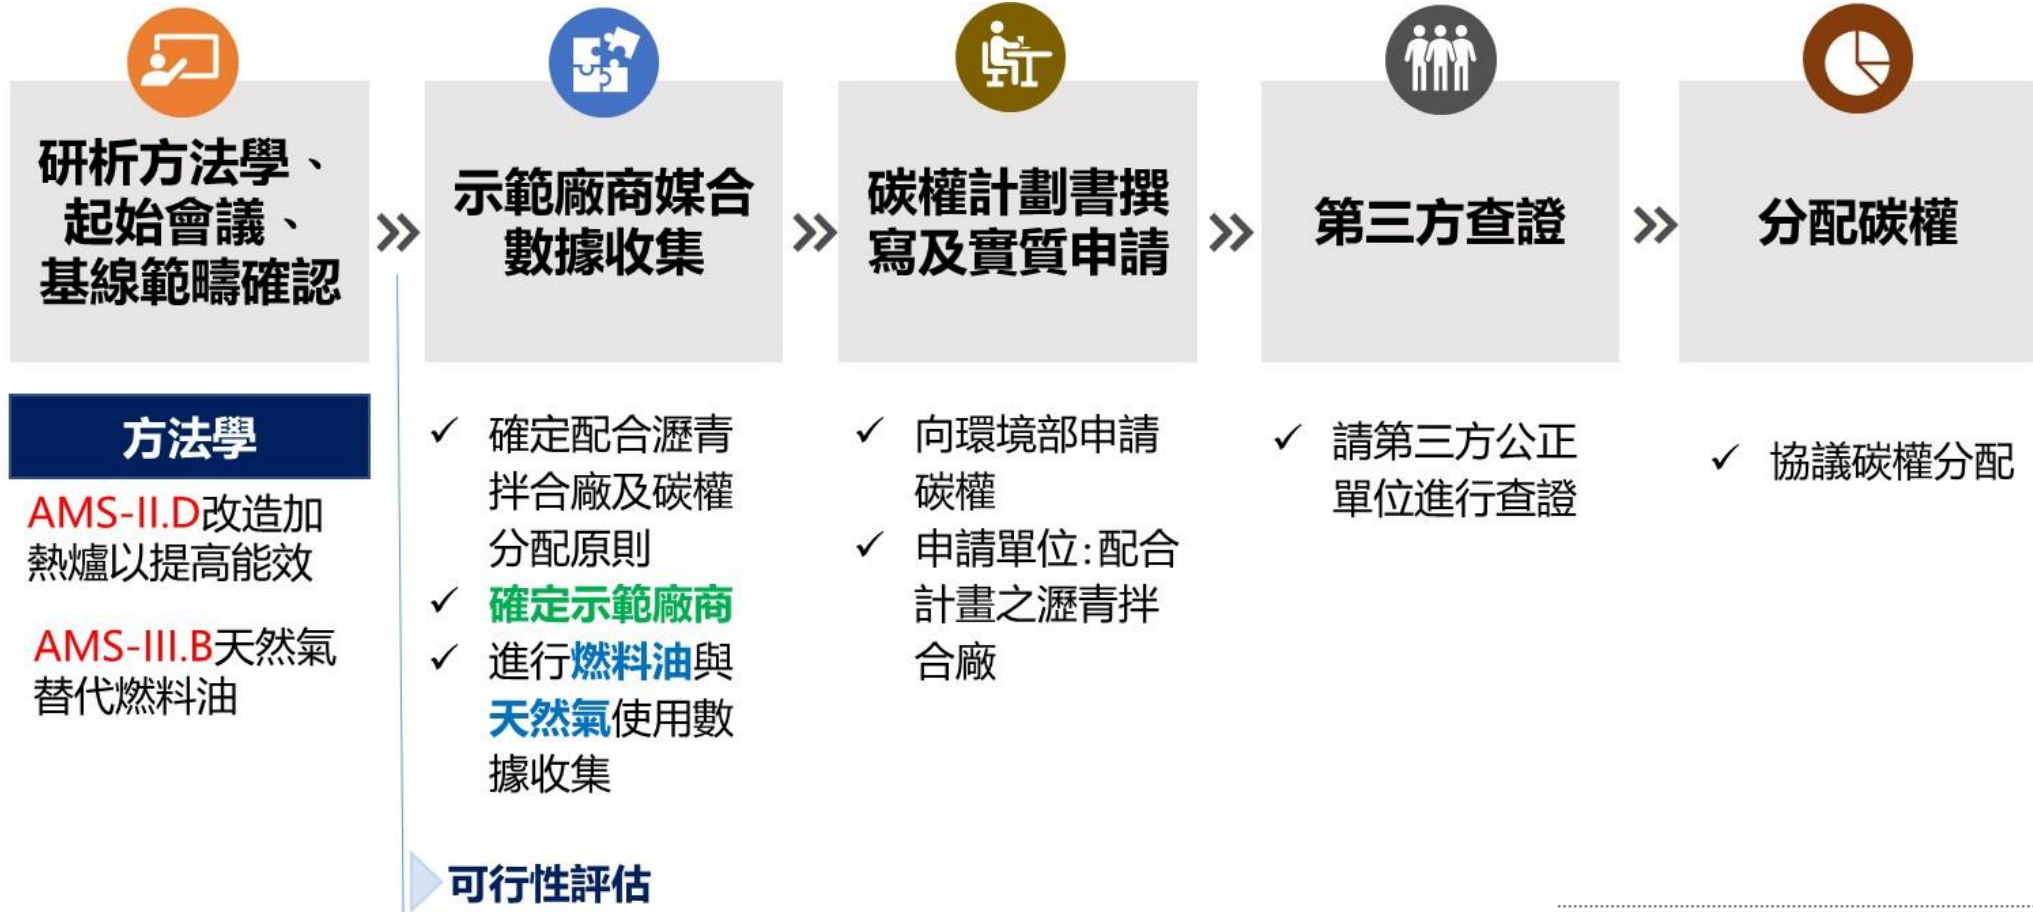 研析方法學、
起始會議、
基線範疇確認
示範廠商媒合
數據收集
碳權計劃書撰
寫及實質申請
第三方查證
分配碳權
方法學
AMS-II.D改造加
熱爐以提高能效
AMS-III.B天然氣
替代燃料油
✓ 確定配合瀝青
拌合廠及碳權
分配原則
✓ 確定示範廠商
✓ 進行燃料油與
天然氣使用數
據收集
✓ 向環境部申請
碳權
✓ 申請單位:配合
計畫之瀝青拌
合廠
✓ 請第三方公正
單位進行查證
✓ 協議碳權分配
可行性評估